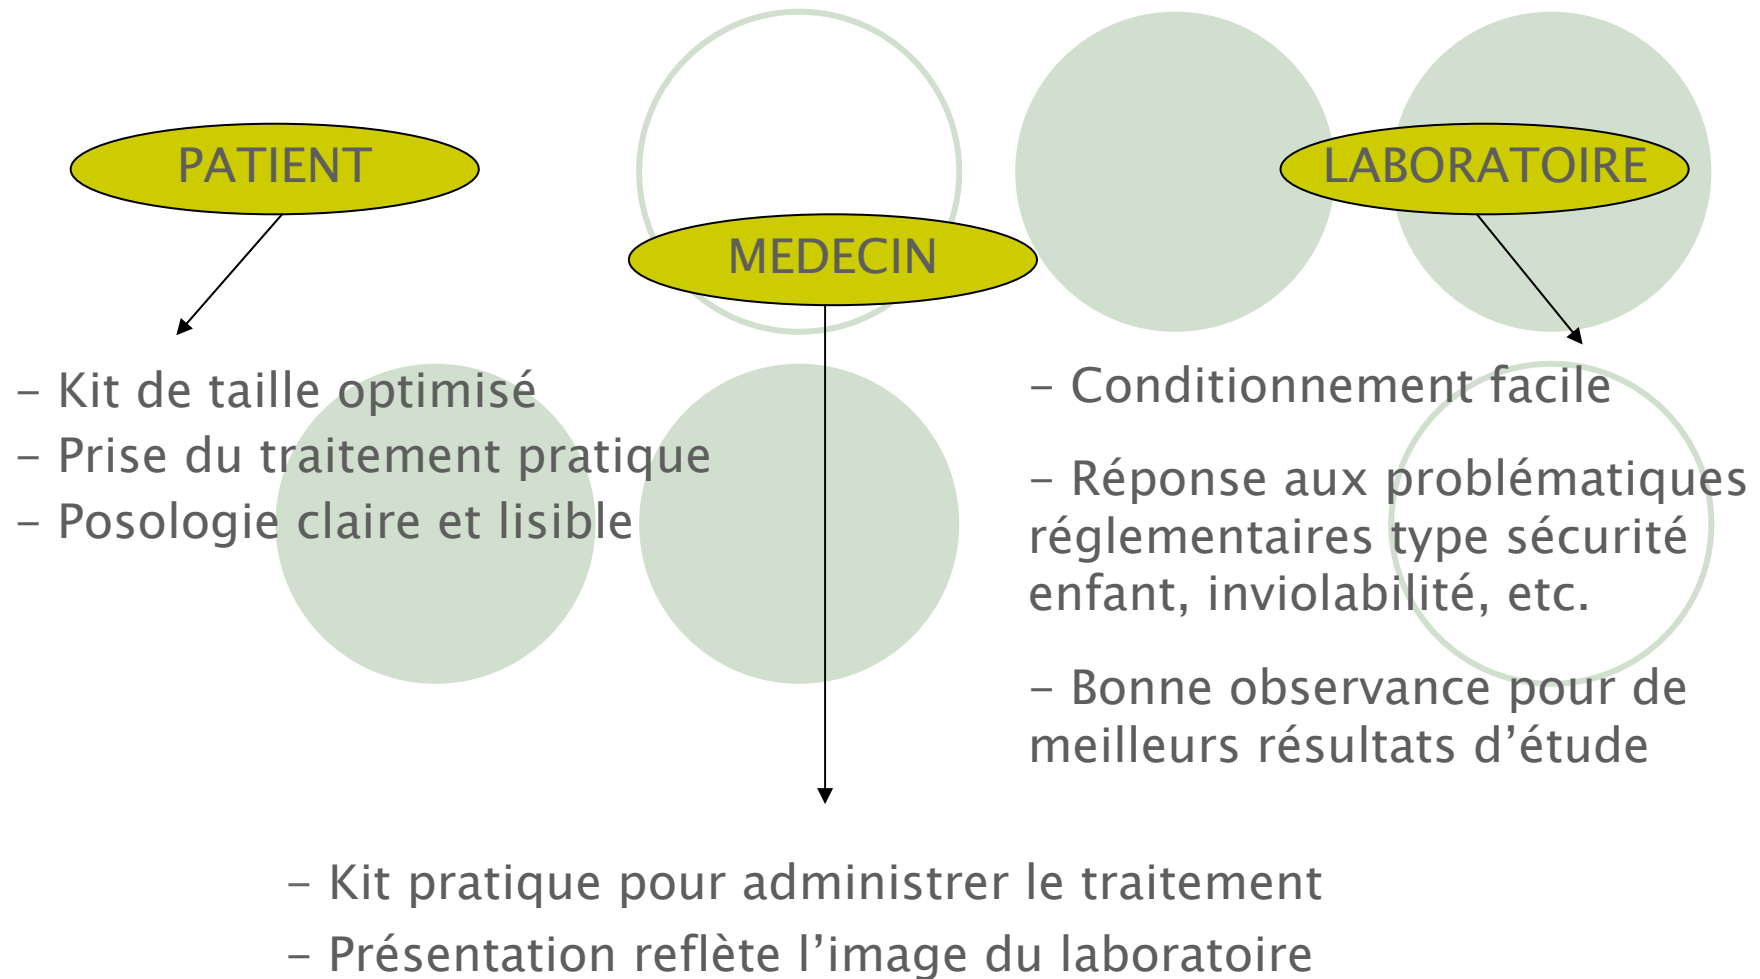 PATIENT
MEDECIN
LABORATOIRE
- Kit de taille optimisé
- Prise du traitement pratique
- Posologie claire et lisible
- Conditionnement facile
- Réponse aux problématiques
réglementaires type sécurité
enfant, inviolabilité, etc.
- Bonne observance pour de
meilleurs résultats d’étude
- Kit pratique pour administrer le traitement
- Présentation reflète l’image du laboratoire